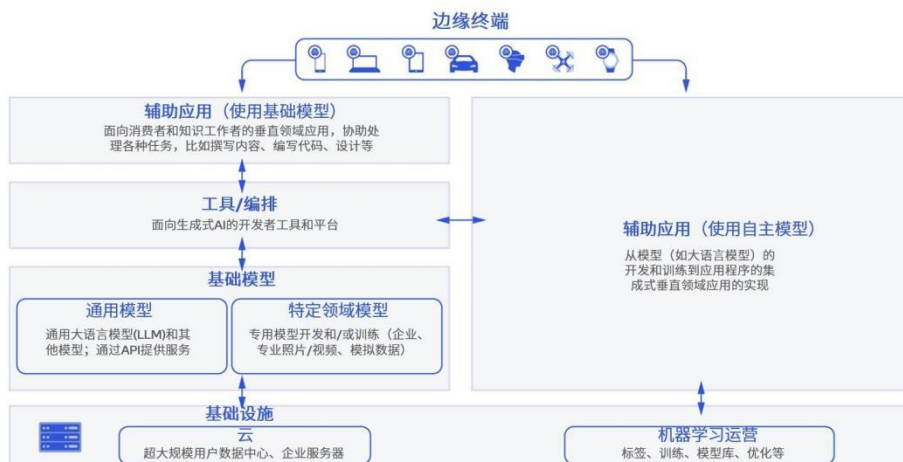 边缘终端
辅助应用（使用基础模型）
面向消费者和知识工作者的垂直领域应用，协助处
理各种任务，比如撰写内容、编写代码、设计等
工具/编排
面向生成式AI的开发者工具和平台
基础模型
通用模型
通用大语言模型(LLM)和其
他模型；通过API提供服务
特定领域模型
专用模型开发和/或训练（企业、
专业照片/视频、模拟数据）
辅助应用（使用自主模型）
从模型（如大语言模型）的
开发和训练到应用程序的集
成式垂直领域应用的实现
基础设施
云
超大规模用户数据中心、企业服务器
机器学习运营
标签、训练、模型库、优化等